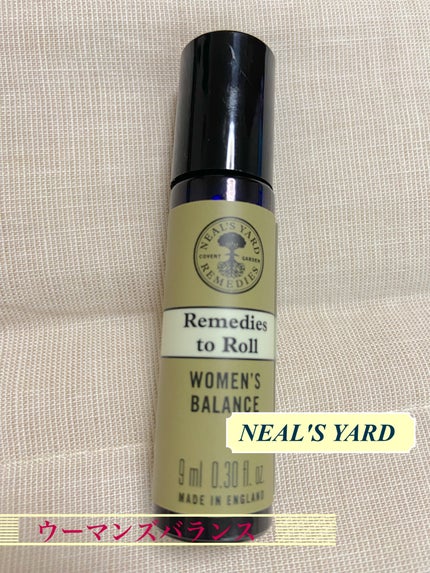 NEAL'S YARD
COVENT GARDEN
REMEDIES
Remedies
to Roll
WOMEN'S
BALANCE
NEAL'S YARD
9 ml 0.30 fl. oz.
MADE IN ENGLAND
ウーマンズバランス